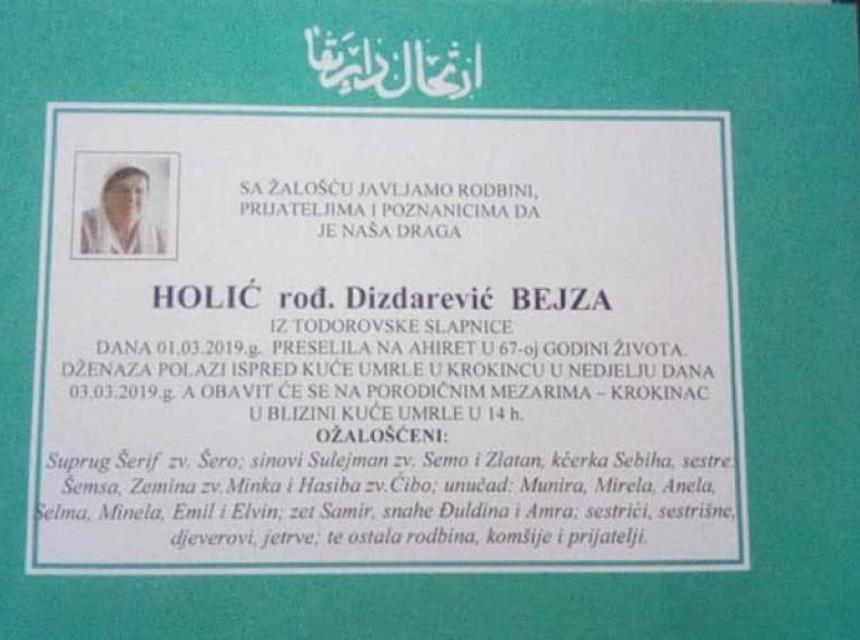 ارتحال دار بقا
SA ŽALOŠĆU JAVLJAMO RODBINI,
PRIJATELJIMA I POZNANICIMA DA
JE NAŠA DRAGA
HOLIĆ rođ. Dizdarević BEJZA
IZ TODOROVSKE SLAPNICE
DANA 01.03.2019.g. PRESELILA NA AHIRET U 67-oj GODINI ŽIVOTA.
DŽENAZA POLAZI ISPRED KUĆE UMRLE U KROKINCU U NEDJELJU DANA
03.03.2019.g. A OBAVIT ĆE SE NA PORODIČNIM MEZARIMA – KROKINAC
U BLIZINI KUĆE UMRLE U 14 h.
OŽALOŠĆENI:
Suprug Šerif zv. Šero; sinovi Sulejman zv. Semo i Zlatan, kćerka Sebiha, sestre
Šemsa, Zemina zv.Minka i Hasiba zv.Ćibo; unučad: Munira, Mirela, Anela,
Selma, Minela, Emil i Elvin; zet Samir, snahe Đuldina i Amra; sestrići, sestrišne,
djeverovi, jetrve; te ostala rodbina, komšije i prijatelji.